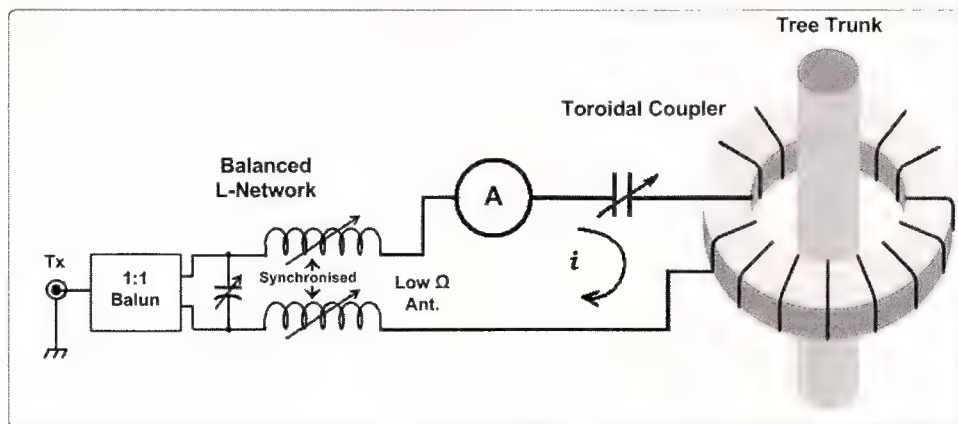 Tree Trunk
Toroidal Coupler
Balanced
L-Network
A
Tx
1:1
Balun
Synchronised
Low Ω
Ant.
i